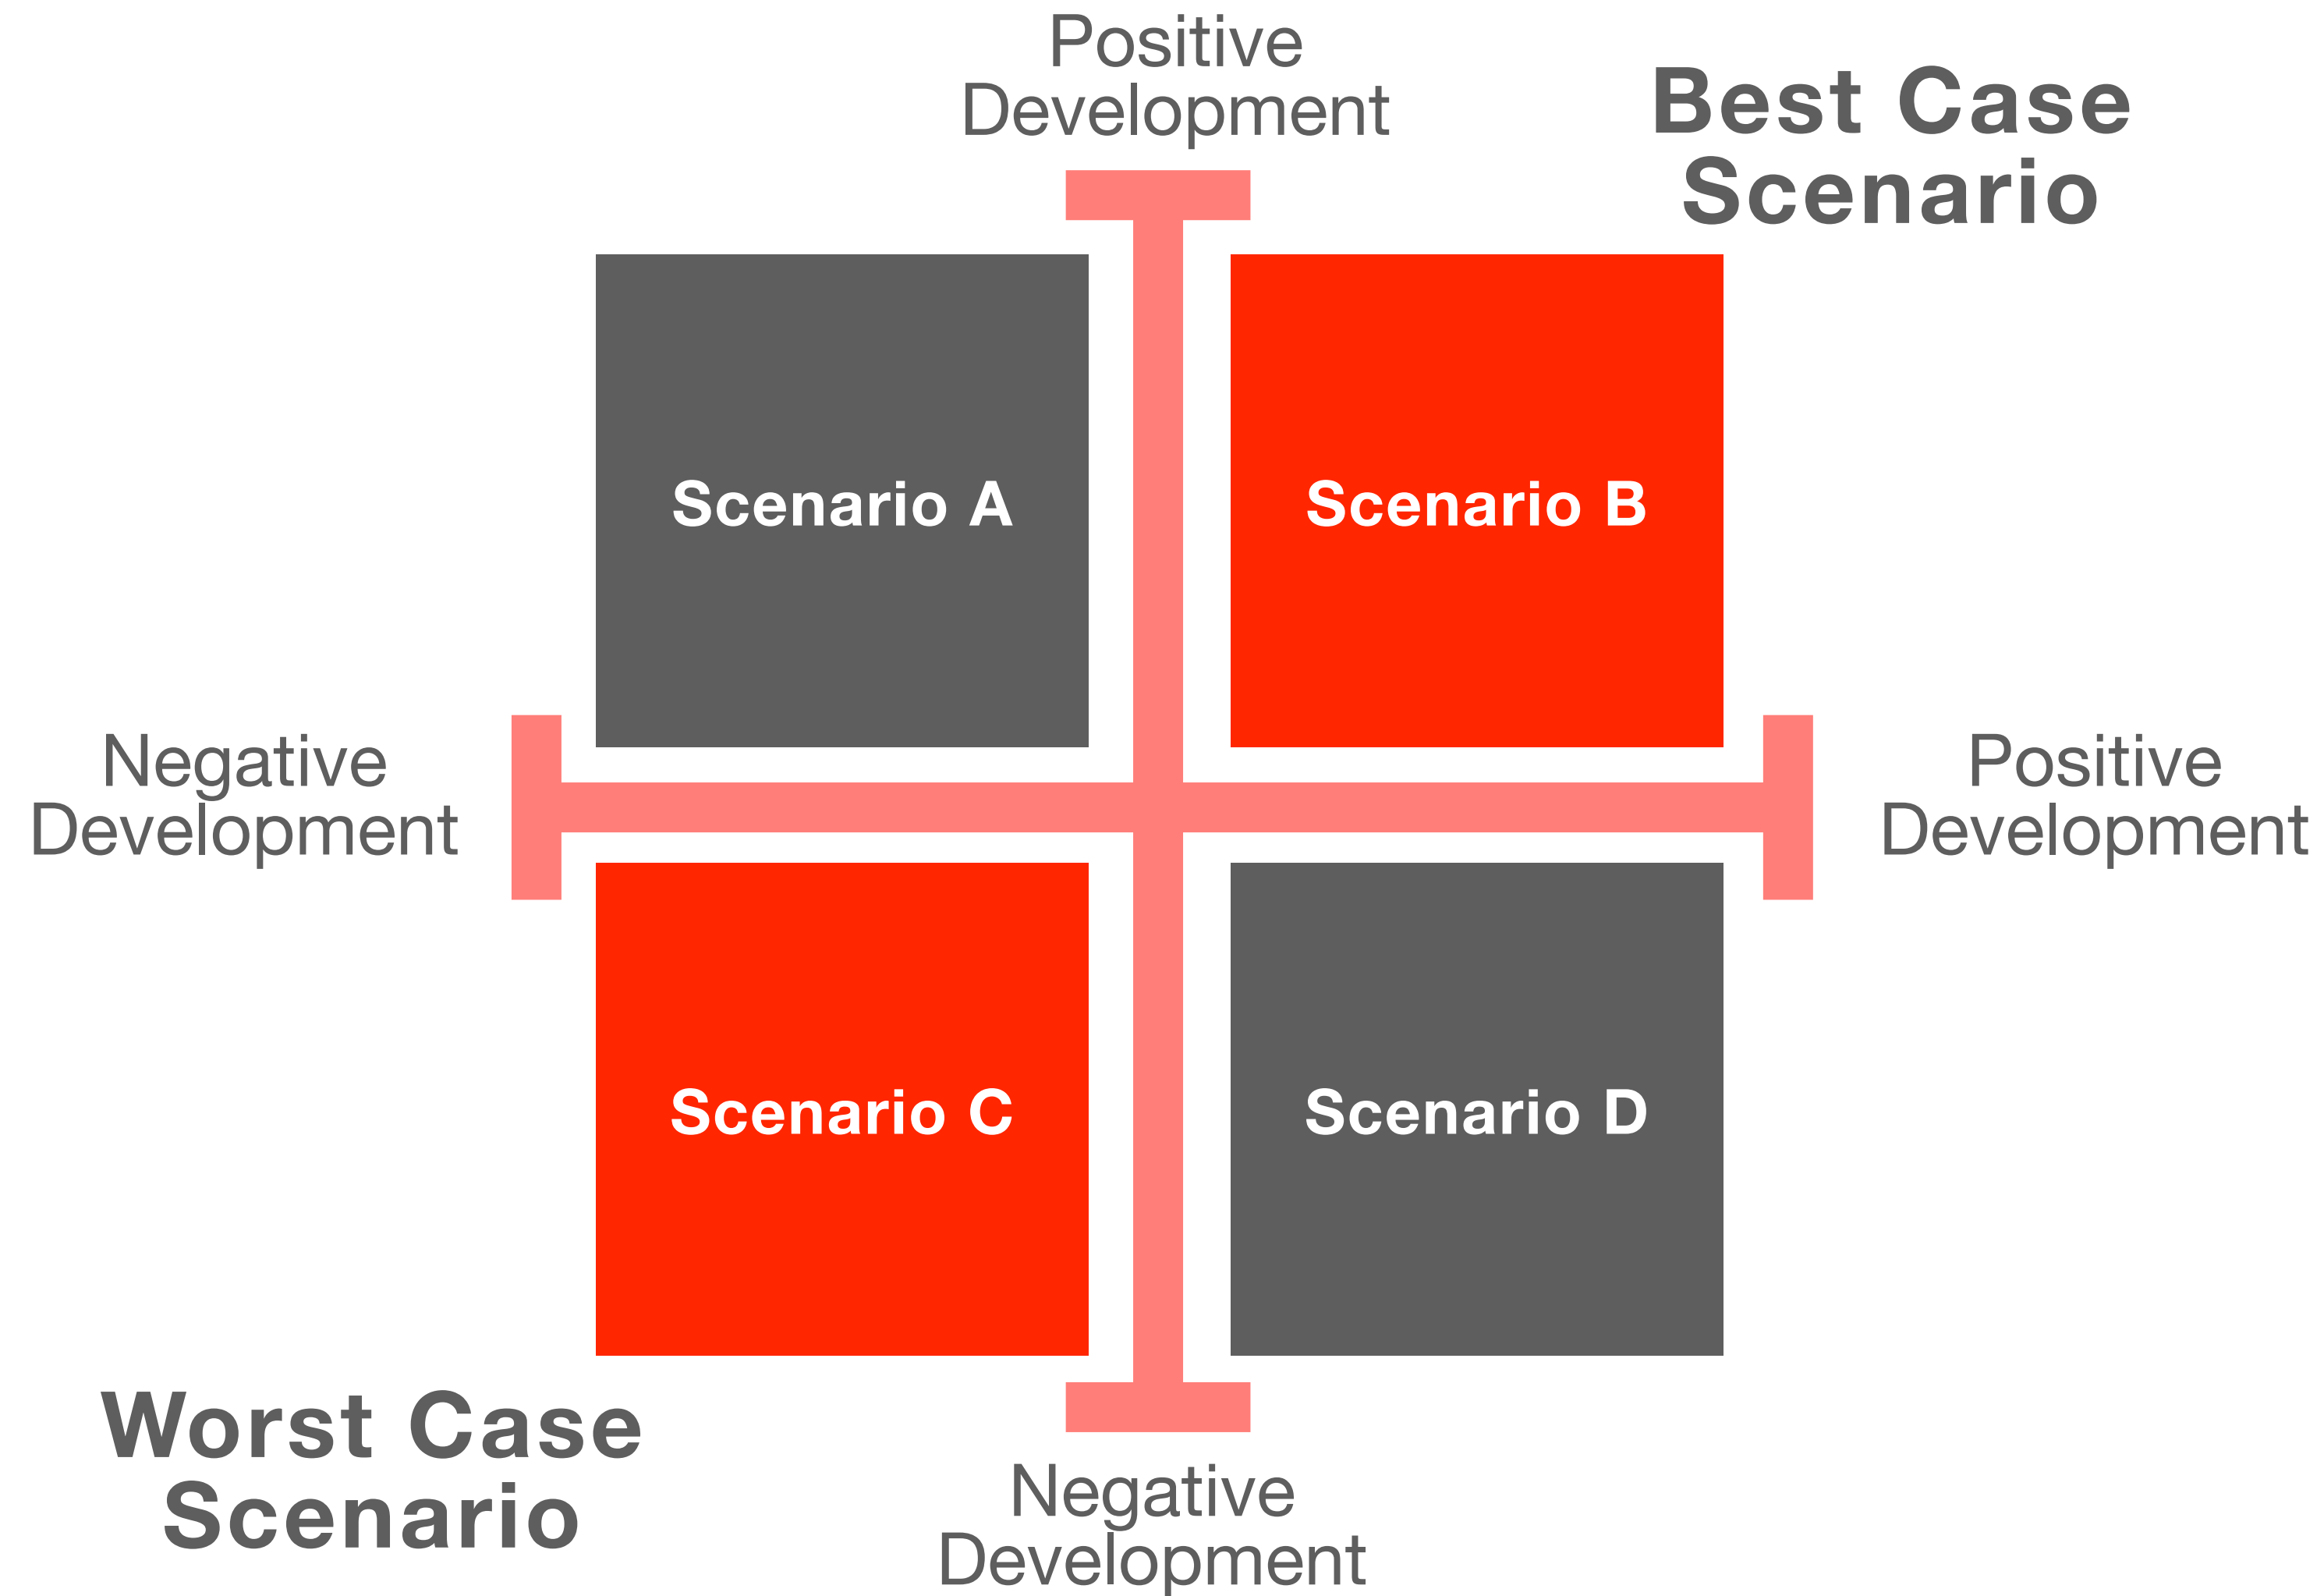 Positive
Development
Best Case
Scenario
Scenario A
Scenario B
Negative
Development
Positive
Development
Scenario C
Scenario D
Worst Case
Scenario
Negative
Development